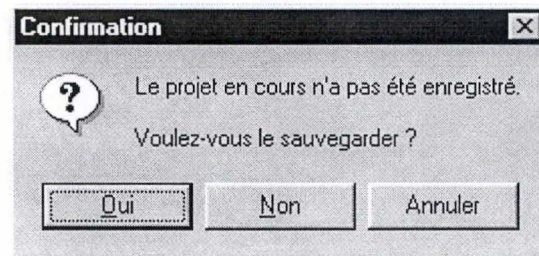 Confirmation
Le projet en cours n'a pas été enregistré.
Voulez-vous le sauvegarder ?
Oui Non Annuler